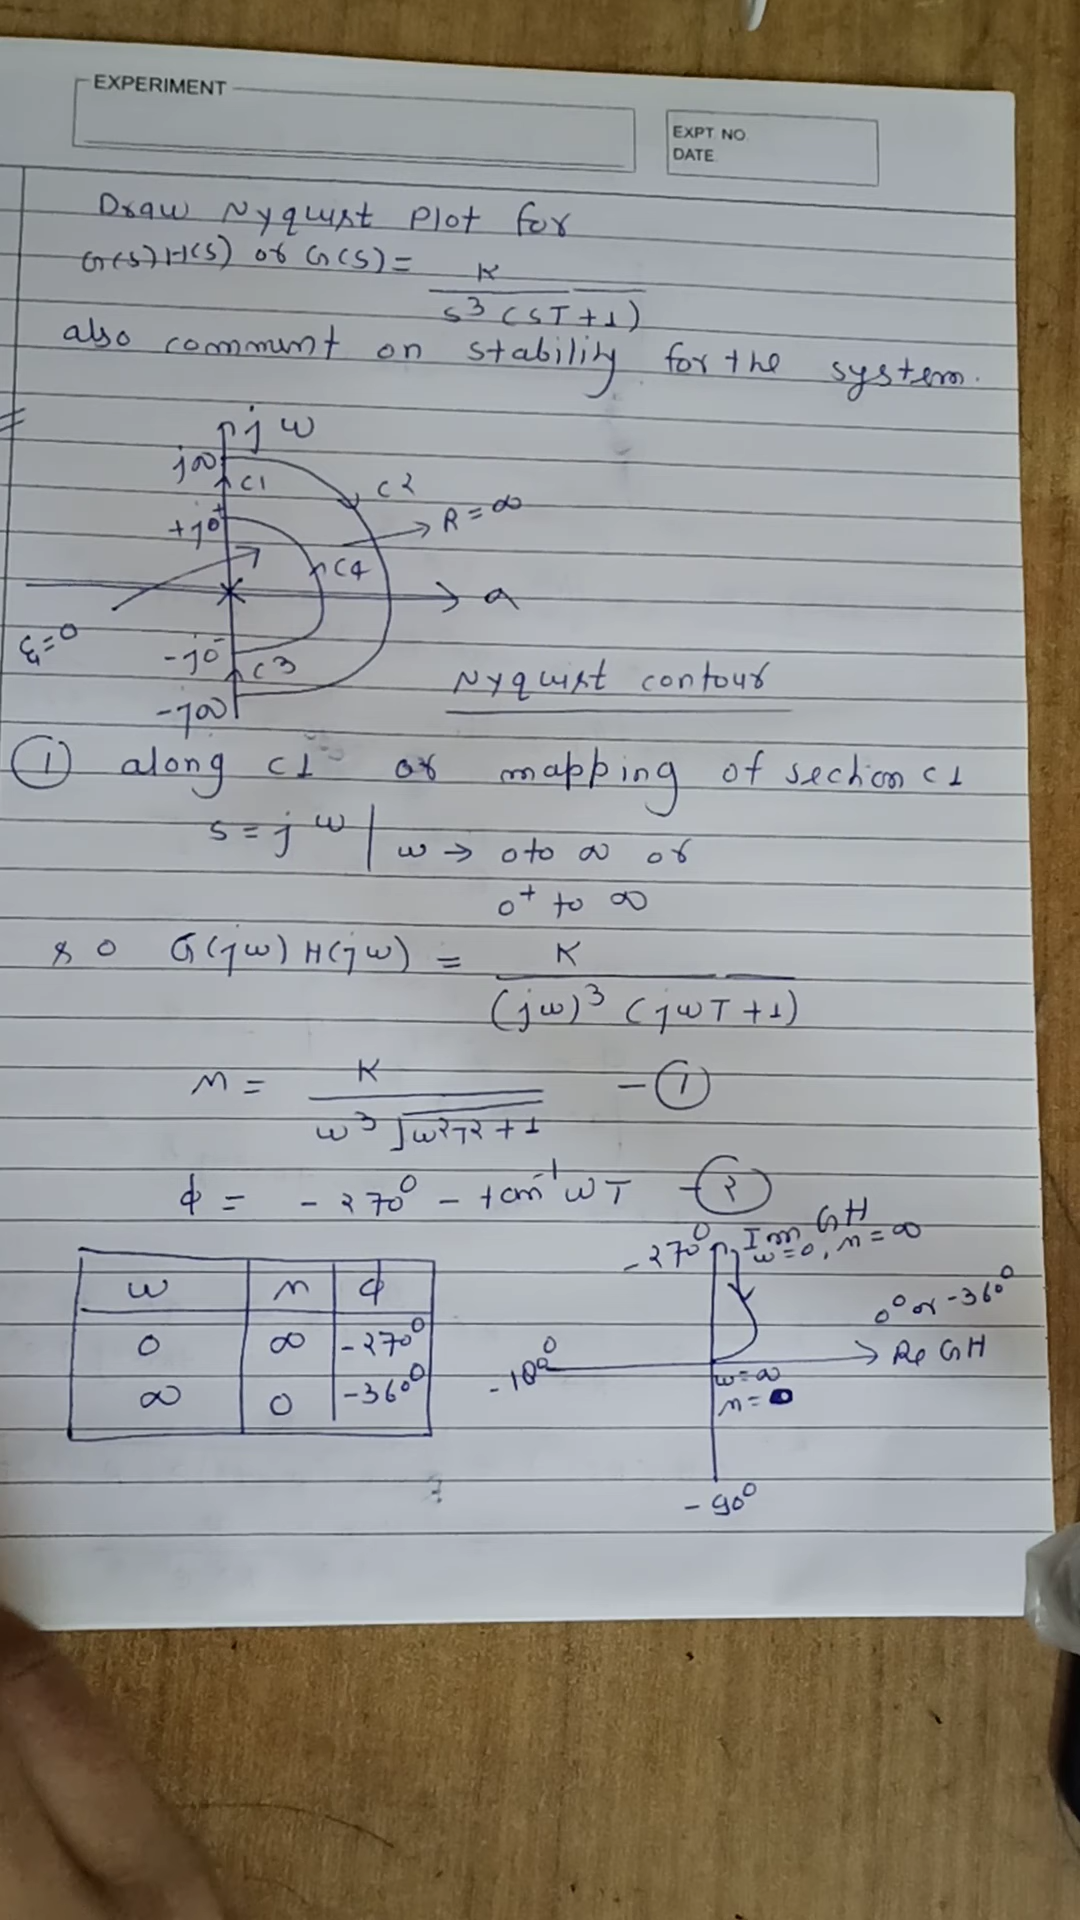 EXPERIMENT
EXPT. NO.
DATE
Draw Nyquist Plot for
G(s)H(s) or G(s) = K
s³(sT+1)
also comment on stability for the system.
jω
j∞
C1
C2
+j0⁺
R=∞
C4
σ
ε=0
-j0⁻
C3
Nyquist contour
-j∞
① along C1 or mapping of section C1
s = jω | ω → 0 to ∞ or
0⁺ to ∞
so G(jω)H(jω) = K
(jω)³ (jωT+1)
M = K —①
ω³ √ω²T²+1
ϕ = -270° - tan⁻¹ωT —②
-270° Im GH
ω=0, M=∞
ω M ϕ
0° or -360°
0 ∞ -270°
-180° Re GH
∞ 0 -360°
ω=∞
M=0
-90°